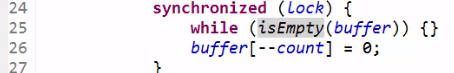 24 synchronized (lock) {
25 while (isEmpty(buffer)) {}
26 buffer[--count] = 0;
27 }